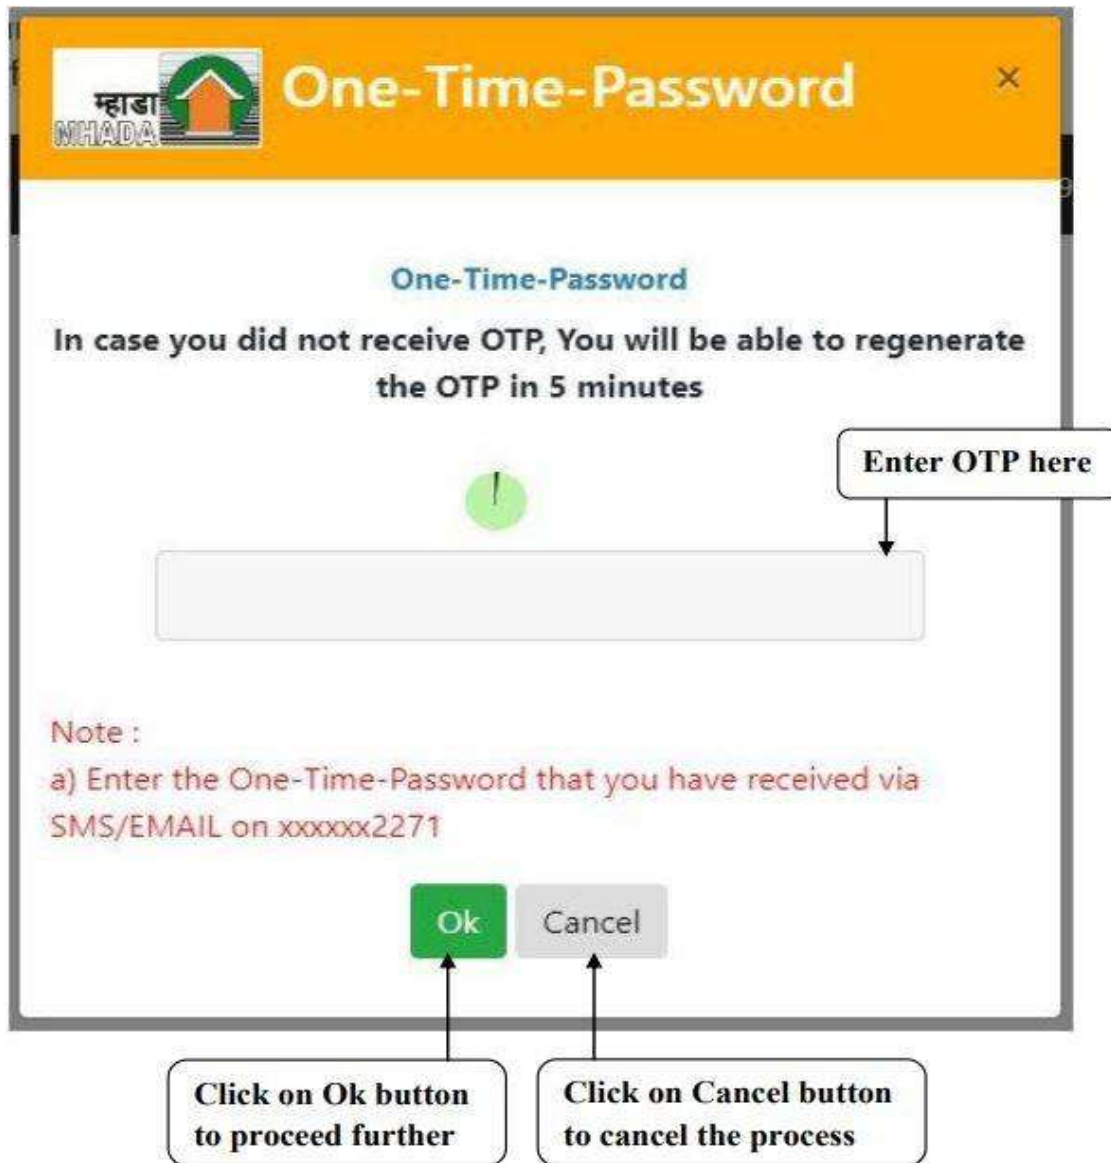 म्हाडा
MHADA
One-Time-Password
×
One-Time-Password
In case you did not receive OTP, You will be able to regenerate
the OTP in 5 minutes
Enter OTP here
Note :
a) Enter the One-Time-Password that you have received via
SMS/EMAIL on xxxxxx2271
Ok
Cancel
Click on Ok button
to proceed further
Click on Cancel button
to cancel the process